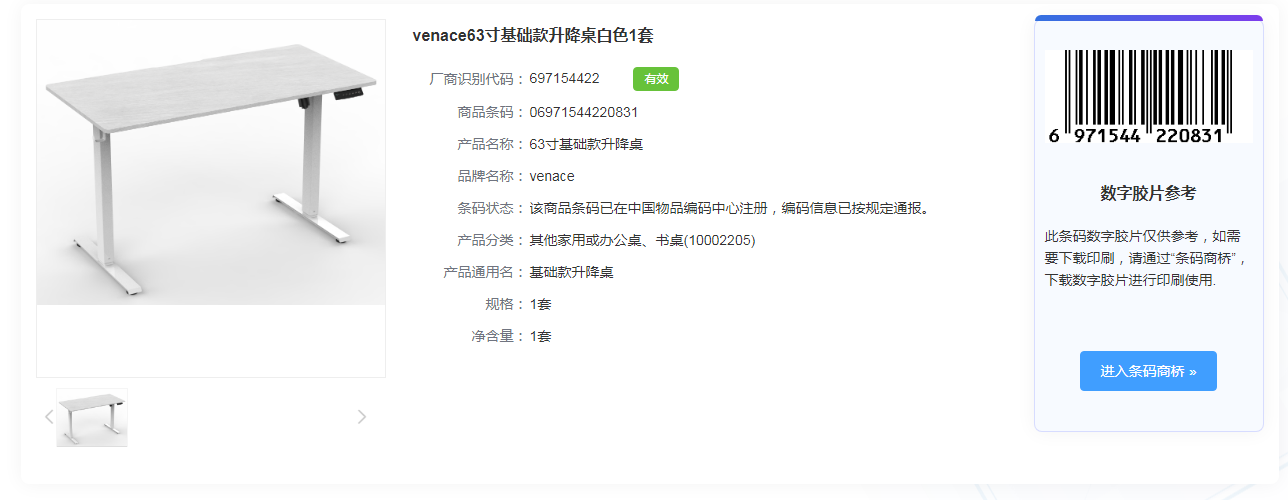 venace63寸基础款升降桌白色1套
厂商识别代码： 697154422 有效
商品条码： 06971544220831
产品名称： 63寸基础款升降桌
品牌名称： venace
条码状态： 该商品条码已在中国物品编码中心注册，编码信息已按规定通报。
产品分类： 其他家用或办公桌、书桌(10002205)
产品通用名： 基础款升降桌
规格： 1套
净含量： 1套
6 971544 220831
数字胶片参考
此条码数字胶片仅供参考，如需
要下载印刷，请通过“条码商桥”，
下载数字胶片进行印刷使用.
进入条码商桥 »